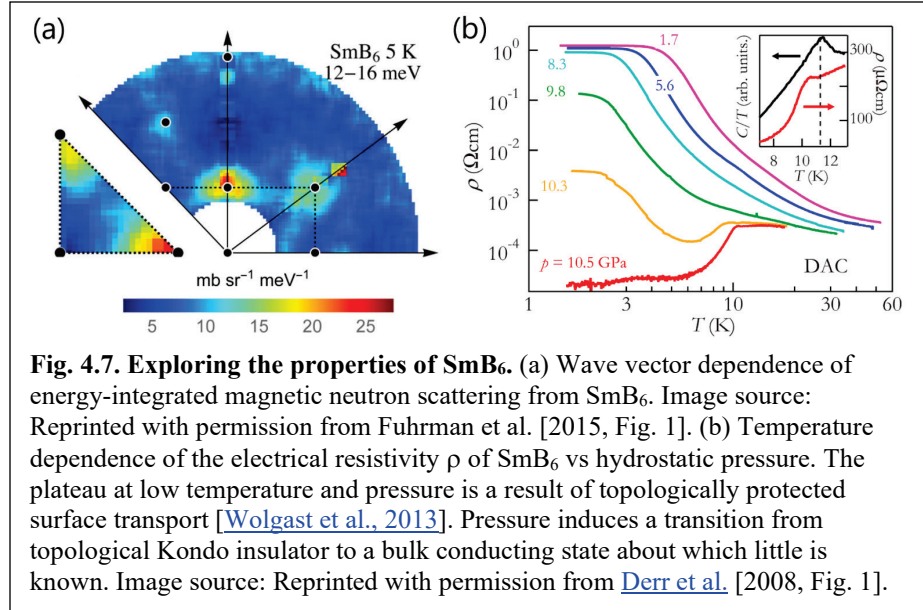 (a)
SmB₆ 5 K
12–16 meV
mb sr⁻¹ meV⁻¹
5 10 15 20 25
(b)
10⁰
10⁻¹
10⁻²
10⁻³
10⁻⁴
ρ (Ωcm)
1.7
8.3
5.6
9.8
10.3
p = 10.5 GPa
DAC
1 3 10 30 60
T (K)
C/T (arb. units.)
ρ (μΩcm)
300
100
8 10 12
T (K)
Fig. 4.7. Exploring the properties of SmB₆. (a) Wave vector dependence of
energy-integrated magnetic neutron scattering from SmB₆. Image source:
Reprinted with permission from Fuhrman et al. [2015, Fig. 1]. (b) Temperature
dependence of the electrical resistivity ρ of SmB₆ vs hydrostatic pressure. The
plateau at low temperature and pressure is a result of topologically protected
surface transport [Wolgast et al., 2013]. Pressure induces a transition from
topological Kondo insulator to a bulk conducting state about which little is
known. Image source: Reprinted with permission from Derr et al. [2008, Fig. 1].